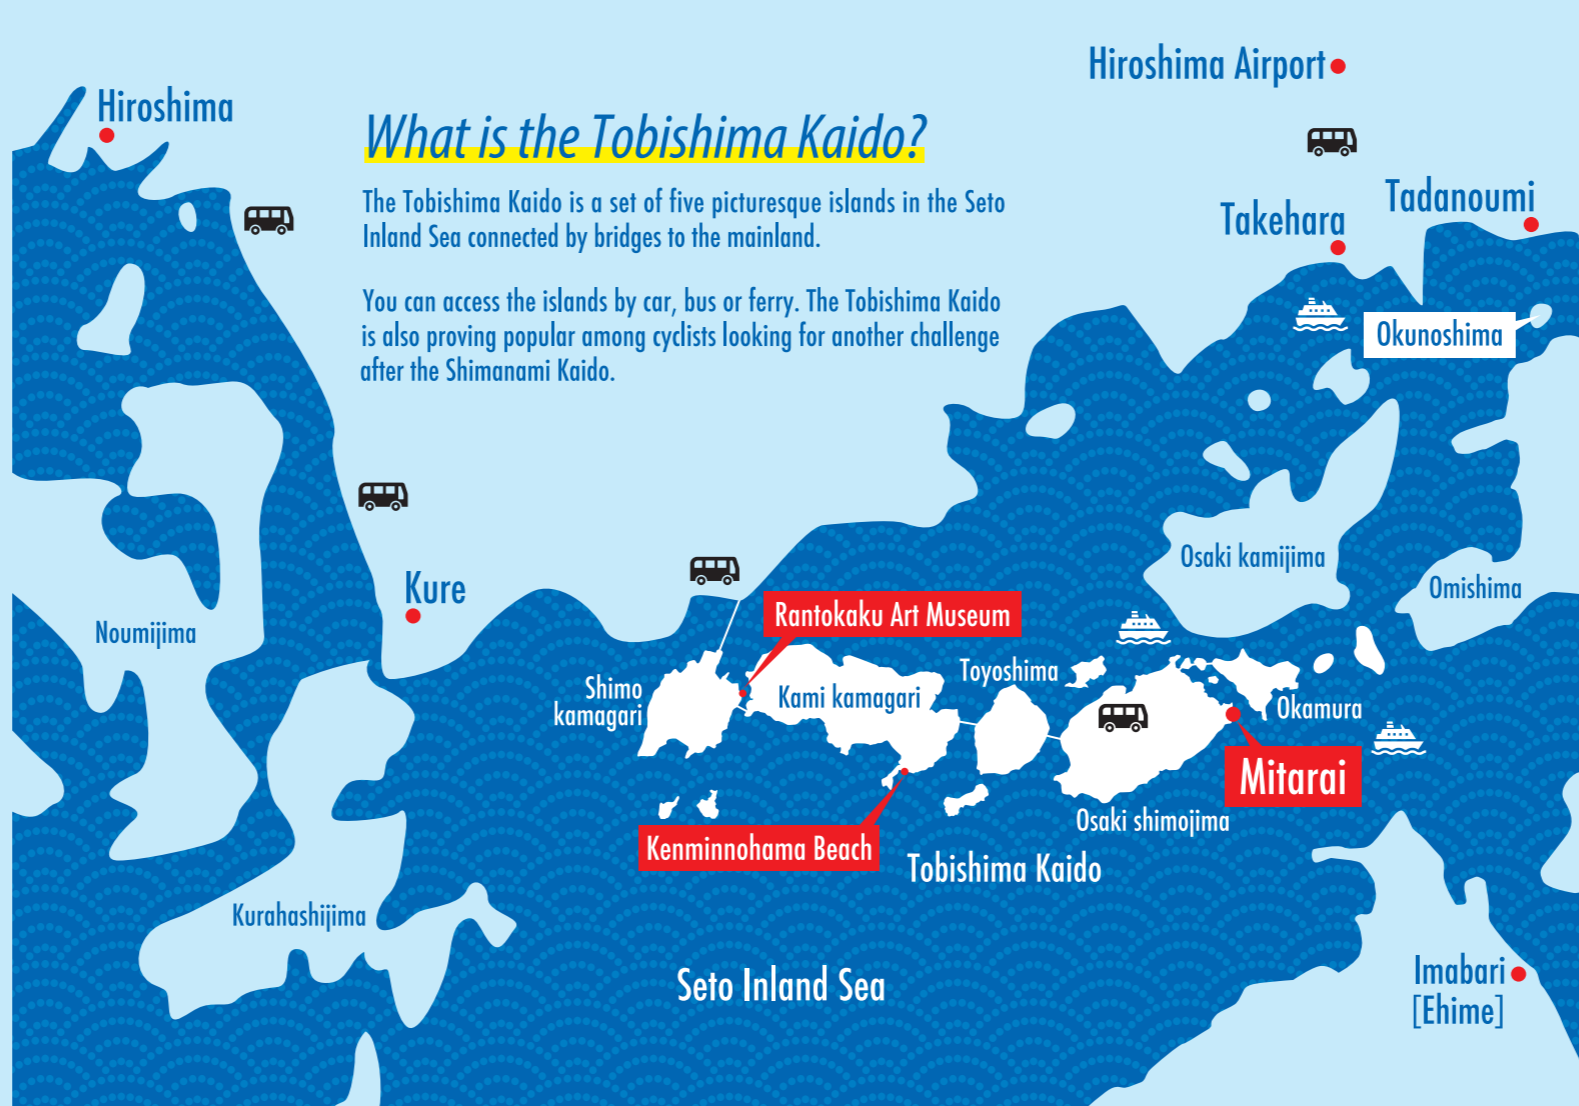 Hiroshima Airport
Hiroshima
What is the Tobishima Kaido?
The Tobishima Kaido is a set of five picturesque islands in the Seto
Inland Sea connected by bridges to the mainland.
You can access the islands by car, bus or ferry. The Tobishima Kaido
is also proving popular among cyclists looking for another challenge
after the Shimanami Kaido.
Tadanoumi
Takehara
Okunoshima
Osaki kamijima
Omishima
Kure
Noumijima
Rantokaku Art Museum
Shimo
kamagari
Kami kamagari
Toyoshima
Okamura
Mitarai
Osaki shimojima
Kenminnohama Beach
Tobishima Kaido
Kurahashijima
Seto Inland Sea
Imabari
[Ehime]